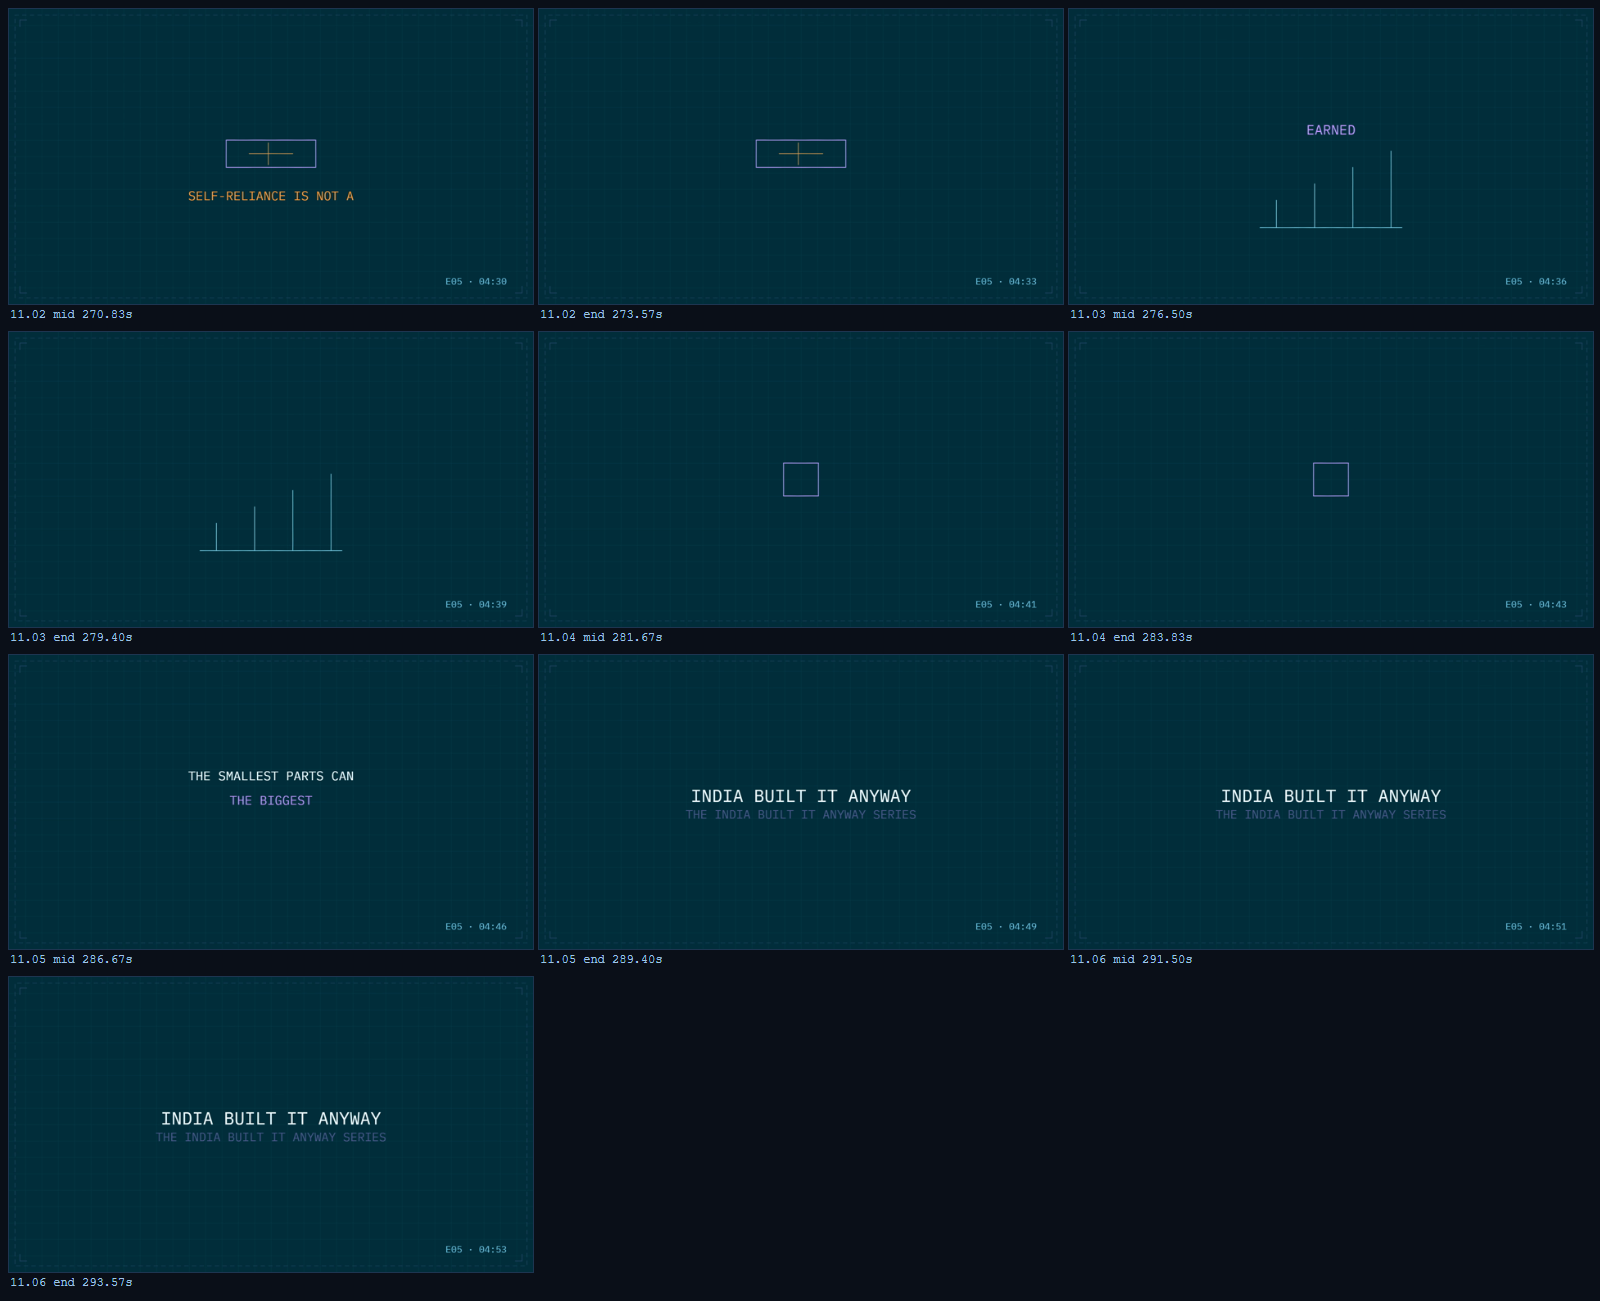 SELF-RELIANCE IS NOT A
E05 · 04:30
11.02 mid 270.83s
E05 · 04:33
11.02 end 273.57s
EARNED
E05 · 04:36
11.03 mid 276.50s
E05 · 04:39
11.03 end 279.40s
E05 · 04:41
11.04 mid 281.67s
E05 · 04:43
11.04 end 283.83s
THE SMALLEST PARTS CAN
THE BIGGEST
E05 · 04:46
11.05 mid 286.67s
INDIA BUILT IT ANYWAY
THE INDIA BUILT IT ANYWAY SERIES
E05 · 04:49
11.05 end 289.40s
INDIA BUILT IT ANYWAY
THE INDIA BUILT IT ANYWAY SERIES
E05 · 04:51
11.06 mid 291.50s
INDIA BUILT IT ANYWAY
THE INDIA BUILT IT ANYWAY SERIES
E05 · 04:53
11.06 end 293.57s